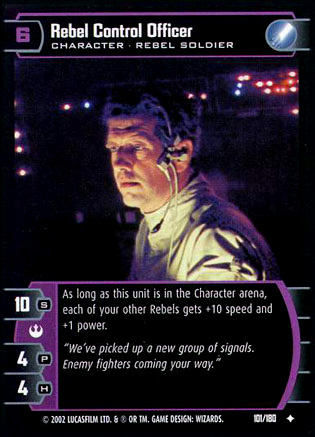 6
Rebel Control Officer
CHARACTER · REBEL SOLDIER
10 S
As long as this unit is in the Character arena,
each of your other Rebels gets +10 speed and
+1 power.
4 P
“We've picked up a new group of signals.
Enemy fighters coming your way.”
4 H
© 2002 LUCASFILM LTD. & ® OR TM. GAME DESIGN: WIZARDS.
101/180